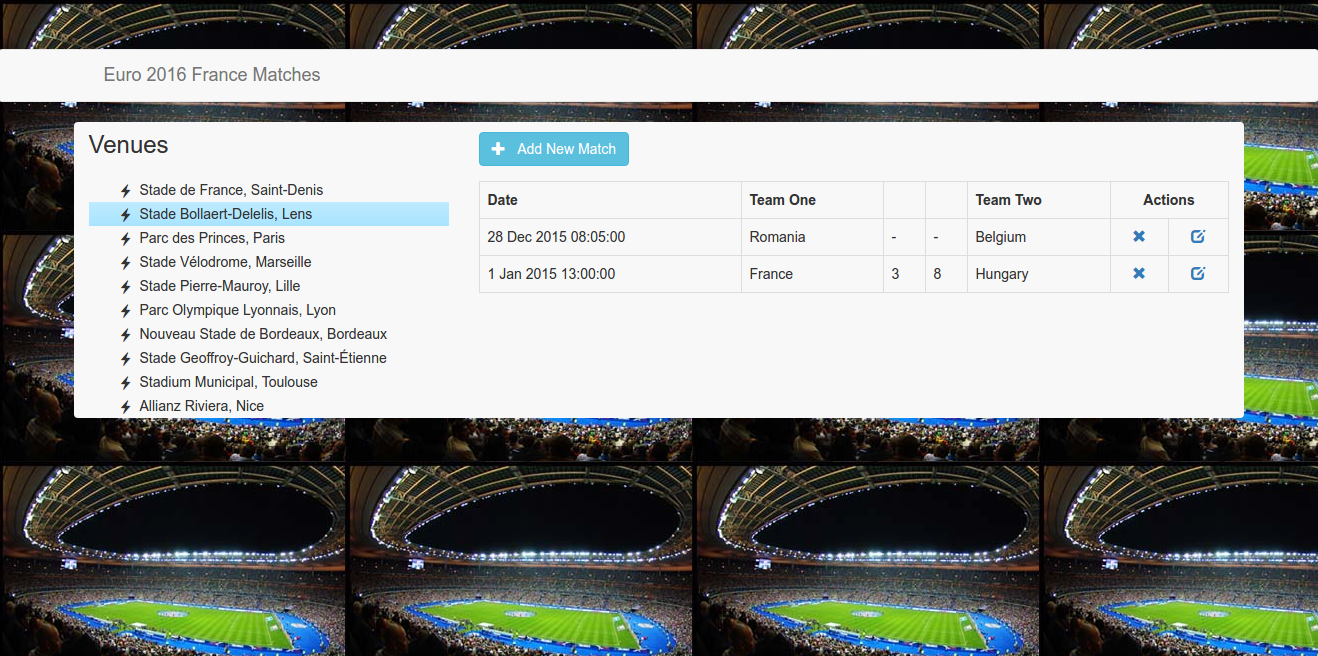 Euro 2016 France Matches
Venues
Stade de France, Saint-Denis
Stade Bollaert-Delelis, Lens
Parc des Princes, Paris
Stade Vélodrome, Marseille
Stade Pierre-Mauroy, Lille
Parc Olympique Lyonnais, Lyon
Nouveau Stade de Bordeaux, Bordeaux
Stade Geoffroy-Guichard, Saint-Étienne
Stadium Municipal, Toulouse
Allianz Riviera, Nice
Add New Match
Date Team One Team Two Actions
28 Dec 2015 08:05:00 Romania - - Belgium
1 Jan 2015 13:00:00 France 3 8 Hungary